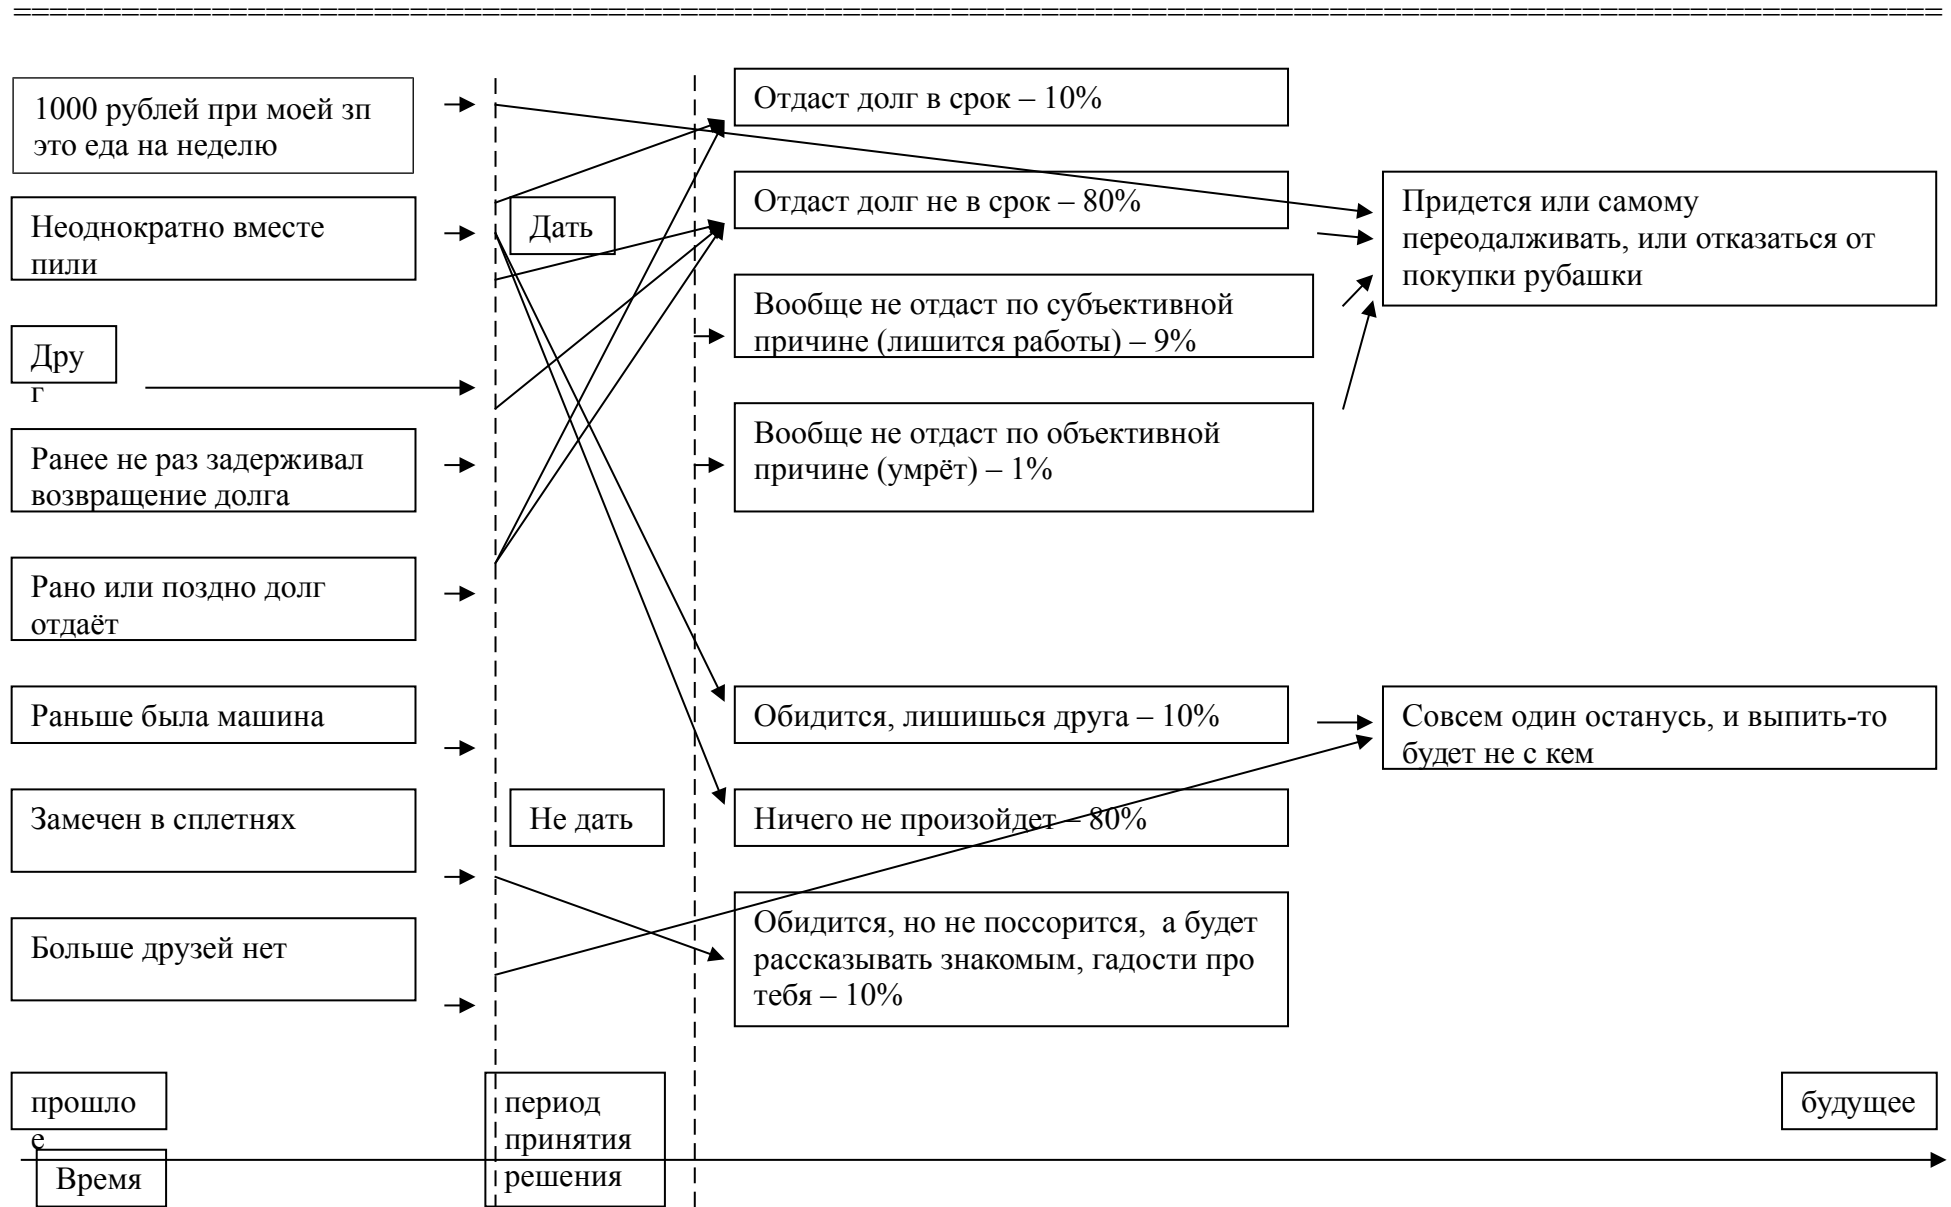 1000 рублей при моей зп
это еда на неделю
Неоднократно вместе
пили
Дру
г
Ранее не раз задерживал
возвращение долга
Рано или поздно долг
отдаёт
Раньше была машина
Замечен в сплетнях
Больше друзей нет
Дать
Не дать
Отдаст долг в срок – 10%
Отдаст долг не в срок – 80%
Вообще не отдаст по субъективной
причине (лишится работы) – 9%
Вообще не отдаст по объективной
причине (умрёт) – 1%
Обидится, лишишься друга – 10%
Ничего не произойдет – 80%
Обидится, но не поссорится, а будет
рассказывать знакомым, гадости про
тебя – 10%
Придется или самому
переодалживать, или отказаться от
покупки рубашки
Совсем один останусь, и выпить-то
будет не с кем
прошло
е
Время
период
принятия
решения
будущее